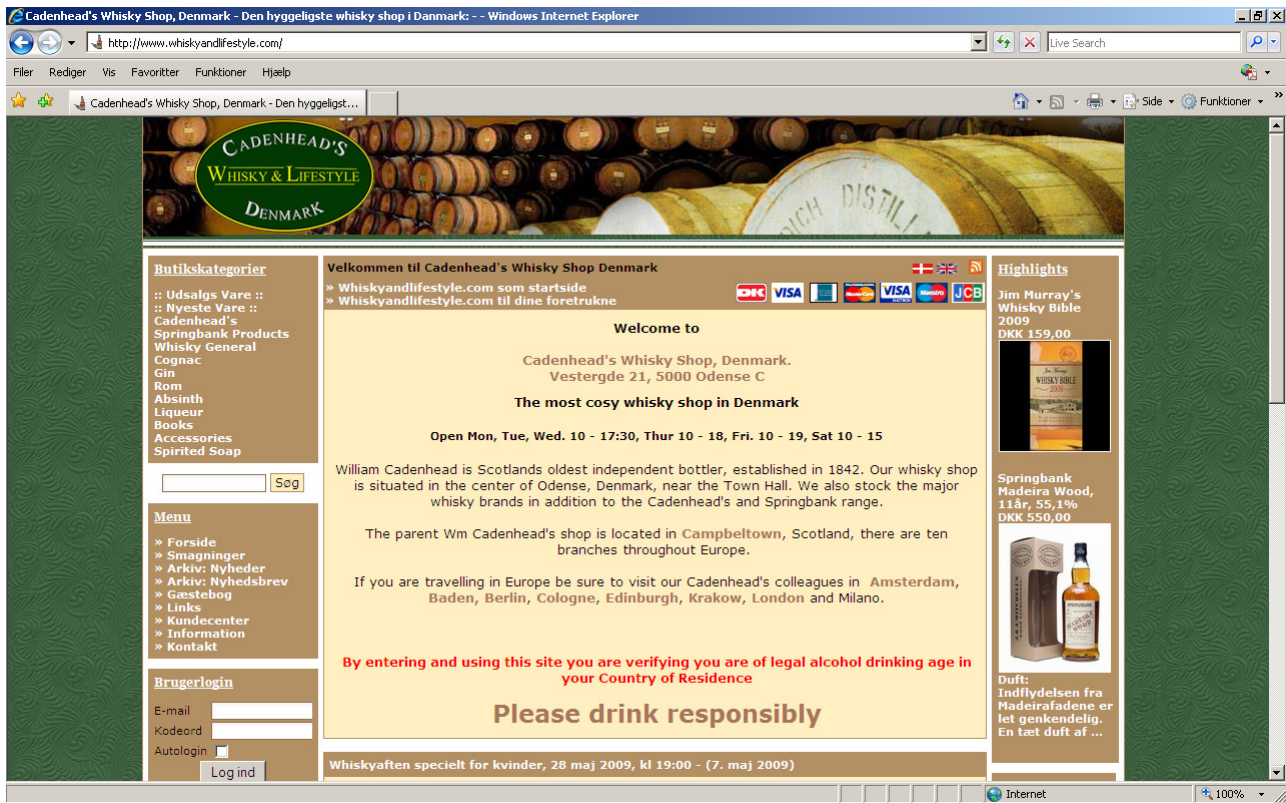 Cadenhead's Whisky Shop, Denmark - Den hyggeligste whisky shop i Danmark: - - Windows Internet Explorer
http://www.whiskyandlifestyle.com/
Live Search
Filer Rediger Vis Favoritter Funktioner Hjælp
Cadenhead's Whisky Shop, Denmark - Den hyggeligst...
Side Funktioner
CADENHEAD'S
WHISKY & LIFESTYLE
DENMARK
DISTILL
Butikskategorier
:: Udsalgs Vare ::
:: Nyeste Vare ::
Cadenhead's
Springbank Products
Whisky General
Cognac
Gin
Rom
Absinth
Liqueur
Books
Accessories
Spirited Soap
Søg
Menu
» Forside
» Smagninger
» Arkiv: Nyheder
» Arkiv: Nyhedsbrev
» Gæstebog
» Links
» Kundecenter
» Information
» Kontakt
Brugerlogin
E-mail
Kodeord
Autologin
Log ind
Velkommen til Cadenhead's Whisky Shop Denmark
» Whiskyandlifestyle.com som startside
» Whiskyandlifestyle.com til dine foretrukne
DK VISA MasterCard VISA Maestro JCB
Welcome to
Cadenhead's Whisky Shop, Denmark.
Vestergde 21, 5000 Odense C
The most cosy whisky shop in Denmark
Open Mon, Tue, Wed. 10 - 17:30, Thur 10 - 18, Fri. 10 - 19, Sat 10 - 15
William Cadenhead is Scotlands oldest independent bottler, established in 1842. Our whisky shop
is situated in the center of Odense, Denmark, near the Town Hall. We also stock the major
whisky brands in addition to the Cadenhead's and Springbank range.
The parent Wm Cadenhead's shop is located in Campbeltown, Scotland, there are ten
branches throughout Europe.
If you are travelling in Europe be sure to visit our Cadenhead's colleagues in Amsterdam,
Baden, Berlin, Cologne, Edinburgh, Krakow, London and Milano.
By entering and using this site you are verifying you are of legal alcohol drinking age in
your Country of Residence
Please drink responsibly
Whiskyaften specielt for kvinder, 28 maj 2009, kl 19:00 - (7. maj 2009)
Highlights
Jim Murray's
Whisky Bible
2009
DKK 159,00
Jim Murray's
WHISKY BIBLE
2009
Springbank
Madeira Wood,
11år, 55,1%
DKK 550,00
SPRINGBANK
MADEIRA
WOOD
Duft:
Indflydelsen fra
Madeirafadene er
let genkendelig.
En tæt duft af ...
Internet
100%